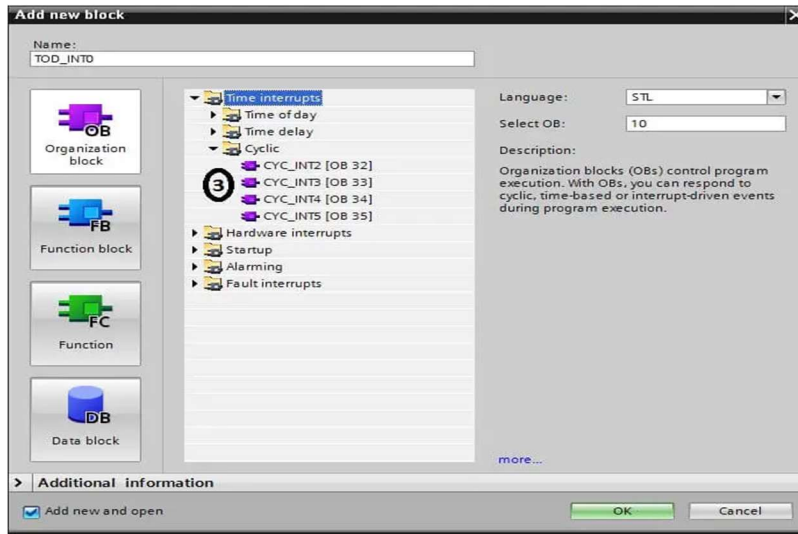 Add new block
Name:
TOD_INT0
OB
Organization
block
FB
Function block
FC
Function
DB
Data block
Time interrupts
Time of day
Time delay
Cyclic
CYC_INT2 [OB 32]
3
CYC_INT3 [OB 33]
CYC_INT4 [OB 34]
CYC_INT5 [OB 35]
Hardware interrupts
Startup
Alarming
Fault interrupts
Language:
STL
Select OB:
10
Description:
Organization blocks (OBs) control program
execution. With OBs, you can respond to
cyclic, time-based or interrupt-driven events
during program execution.
more...
> Additional information
Add new and open
OK
Cancel